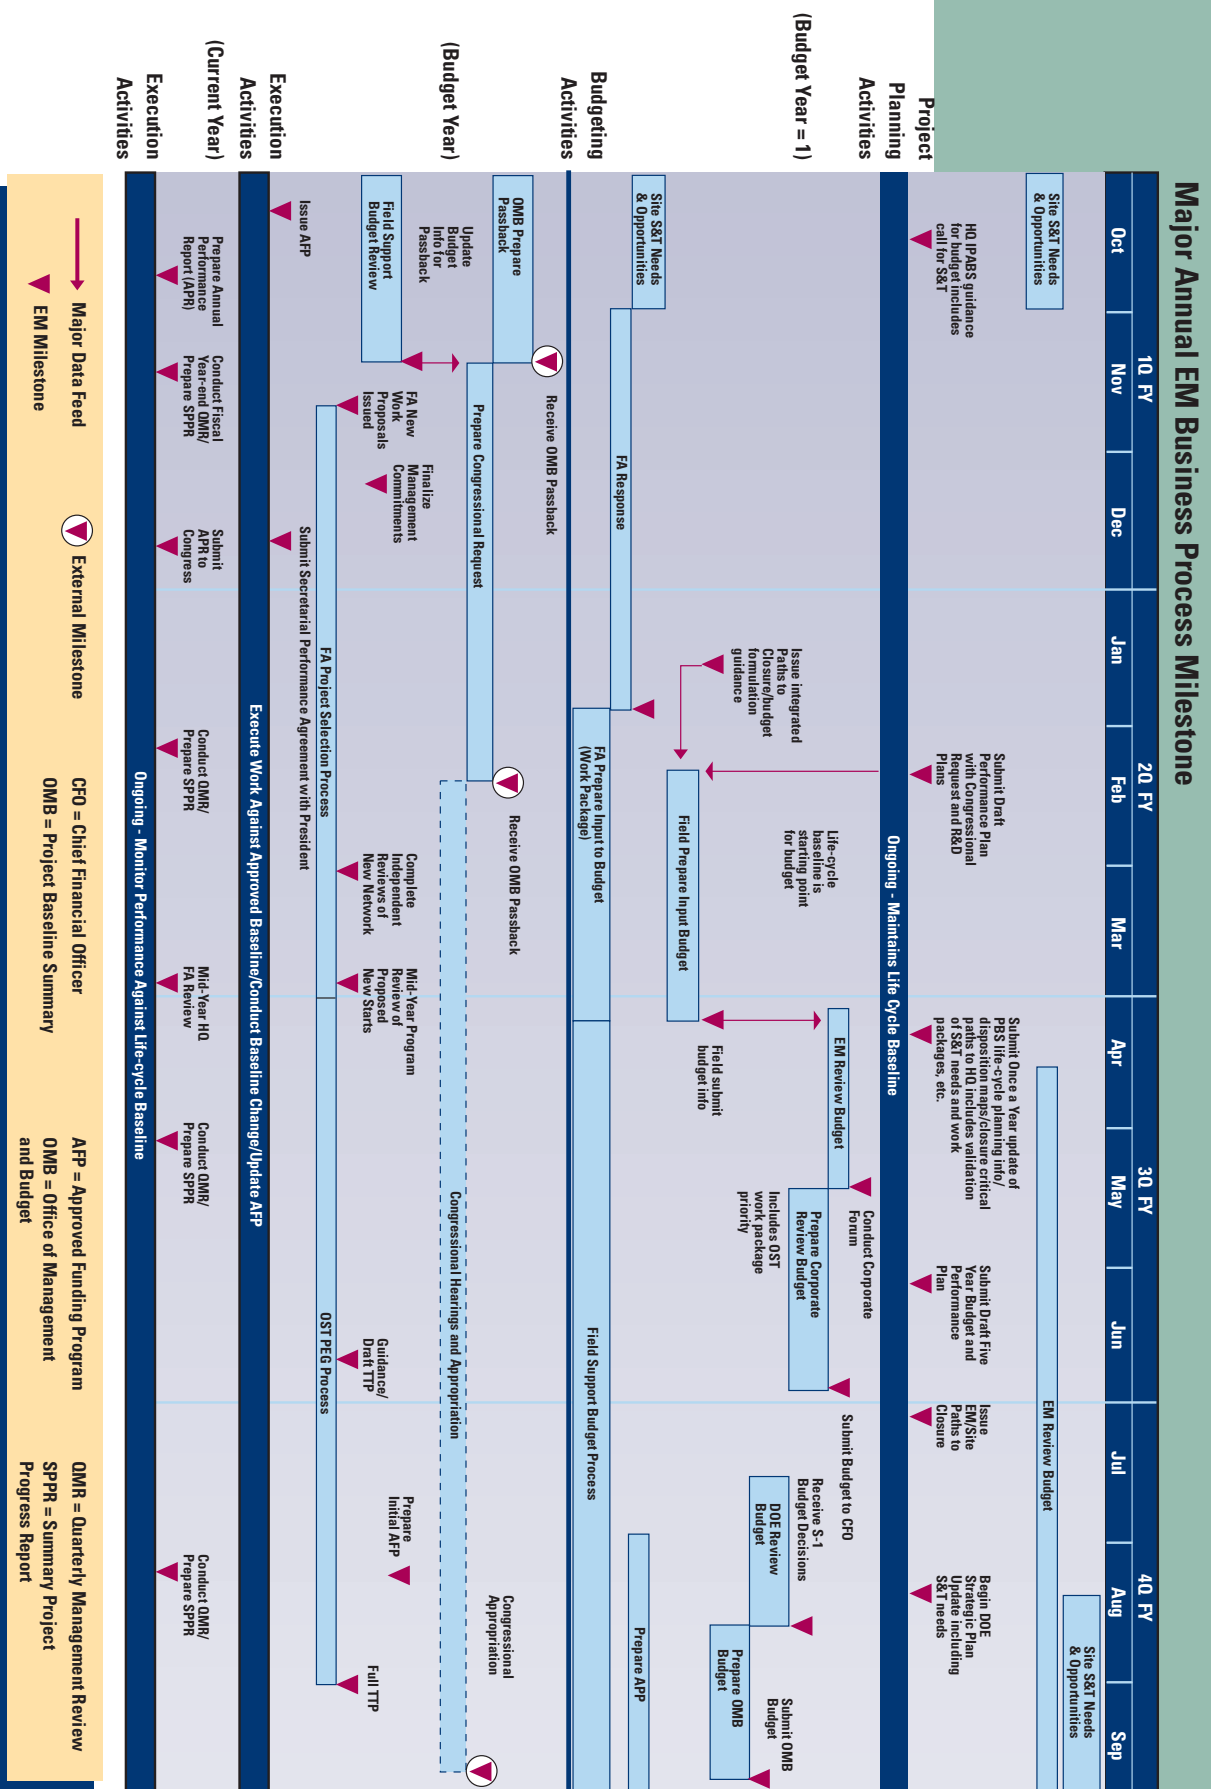 Major Annual EM Business Process Milestone
1Q FY
2Q FY
3Q FY
4Q FY
Oct
Nov
Dec
Jan
Feb
Mar
Apr
May
Jun
Jul
Aug
Sep
Project
Planning
Activities
(Budget Year = 1)
Site S&T Needs
& Opportunities
EM Review Budget
Site S&T Needs
& Opportunities
HQ IPABS guidance
for budget includes
call for S&T
Submit Draft
Performance Plan
with Congressional
Request and R&D
Plans
Submit Once a Year update of
PBS life-cycle planning info/
disposition maps/closure critical
paths to HQ includes validation
of S&T needs and work
packages, etc.
Submit Draft Five
Year Budget and
Performance
Plan
Issue
EM/Site
Paths to
Closure
Begin DOE
Strategic Plan
Update including
S&T needs
Ongoing - Maintains Life Cycle Baseline
Budgeting
Activities
(Budget Year)
Issue integrated
Paths to
Closure/budget
formulation
guidance
Life-cycle
baseline is
starting point
for budget
EM Review Budget
Conduct Corporate
Forum
Prepare Corporate
Review Budget
Includes OST
work package
priority
Submit Budget to CFO
Receive S-1
Budget Decisions
DOE Review
Budget
Prepare OMB
Budget
Submit OMB
Budget
Field Prepare Input Budget
Field submit
budget info
Site S&T Needs
& Opportunities
FA Response
Prepare APP
FA Prepare Input to Budget
(Work Package)
Field Support Budget Process
Receive OMB Passback
OMB Prepare
Passback
Receive OMB Passback
Congressional
Appropriation
Update
Budget
Info for
Passback
Prepare Congressional Request
Congressional Hearings and Appropriation
Field Support
Budget Review
FA New
Work
Proposals
Issued
Finalize
Management
Commitments
Complete
Independent
Reviews of
New Network
Mid-Year Program
Review of
Proposed
New Starts
Guidance/
Draft TTP
Prepare
Initial AFP
Full TTP
FA Project Selection Process
OST PEG Process
Execution
Activities
(Current Year)
Issue AFP
Submit Secretarial Performance Agreement with President
Execute Work Against Approved Baseline/Conduct Baseline Change/Update AFP
Execution
Activities
Prepare Annual
Performance
Report (APR)
Conduct Fiscal
Year-end QMR/
Prepare SPPR
Submit
APR to
Congress
Conduct QMR/
Prepare SPPR
Mid-Year HQ
FA Review
Conduct QMR/
Prepare SPPR
Conduct QMR/
Prepare SPPR
Ongoing - Monitor Performance Against Life-cycle Baseline
Major Data Feed
EM Milestone
External Milestone
CFO = Chief Financial Officer
OMB = Project Baseline Summary
AFP = Approved Funding Program
OMB = Office of Management
and Budget
QMR = Quarterly Management Review
SPPR = Summary Project
Progress Report